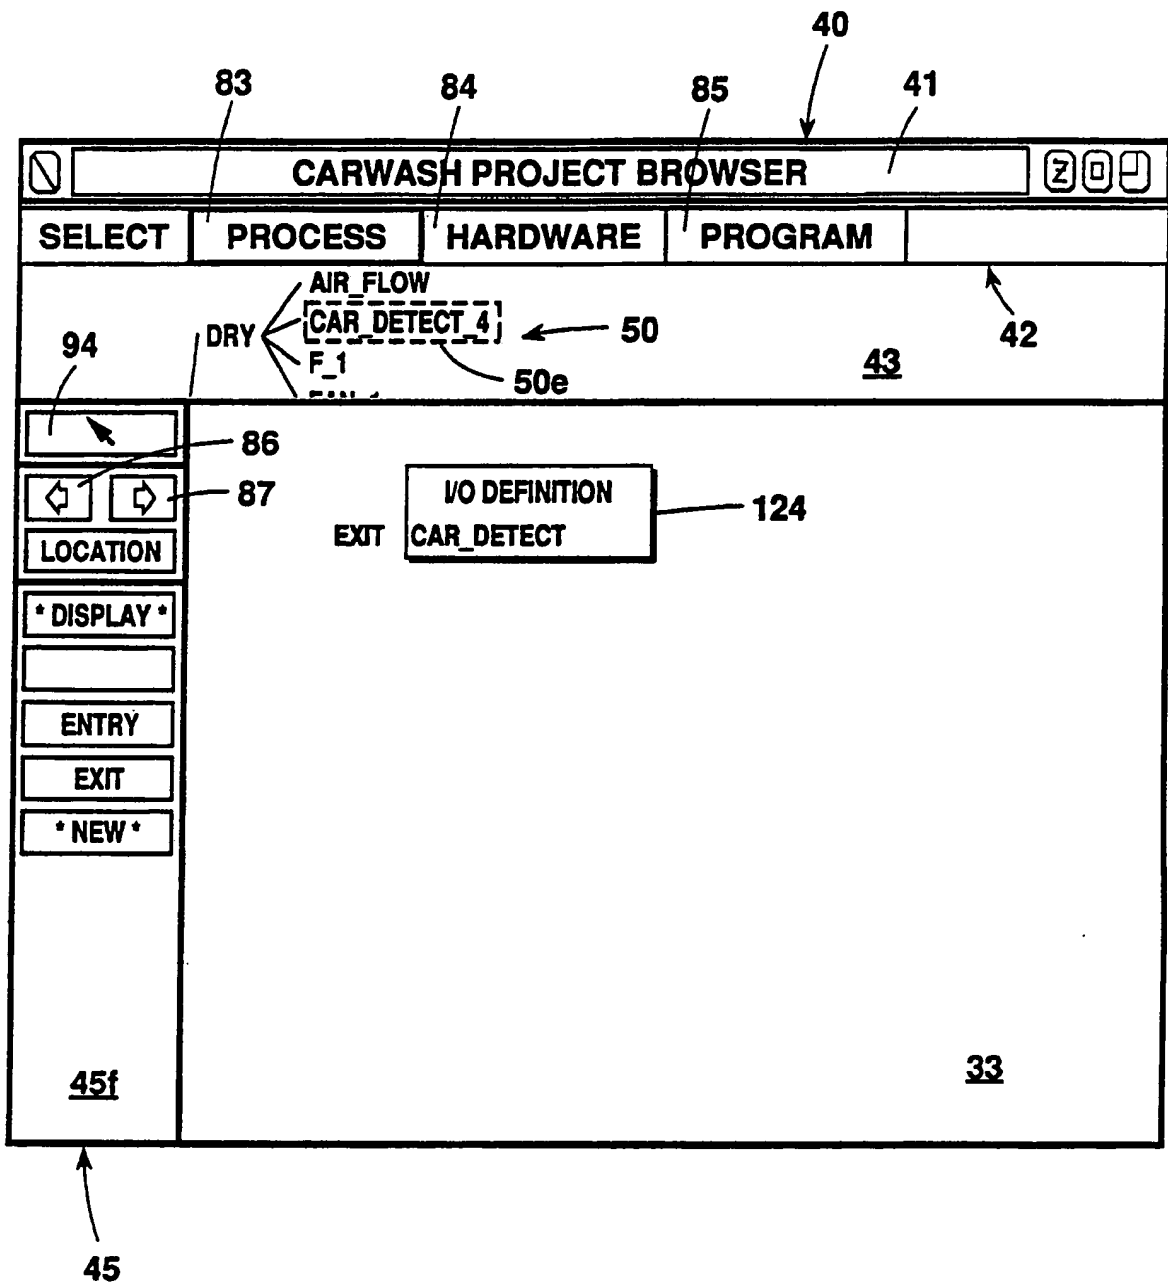 40
83
84
85
41
CARWASH PROJECT BROWSER
Z
SELECT PROCESS HARDWARE PROGRAM
AIR_FLOW
CAR_DETECT_4
DRY
50
42
94
F_1
50e
43
86
87
I/O DEFINITION
124
EXIT CAR_DETECT
LOCATION
* DISPLAY *
ENTRY
EXIT
* NEW *
33
45f
45